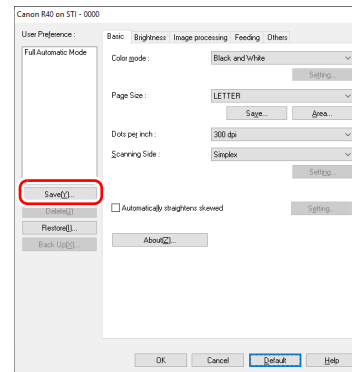 Canon R40 on STI - 0000
User Preference :
Full Automatic Mode
Save(Y)...
Delete(J)
Restore(I)...
Back Up(X)...
Basic Brightness Image processing Feeding Others
Color mode : Black and White
Setting...
Page Size : LETTER
Save... Area...
Dots per inch : 300 dpi
Scanning Side : Simplex
Setting...
Automatically straightens skewed Setting...
About(Z)...
OK Cancel Default Help